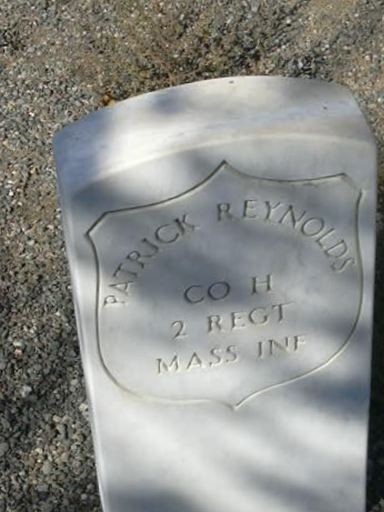 PATRICK REYNOLDS
CO H
2 REGT
MASS INF